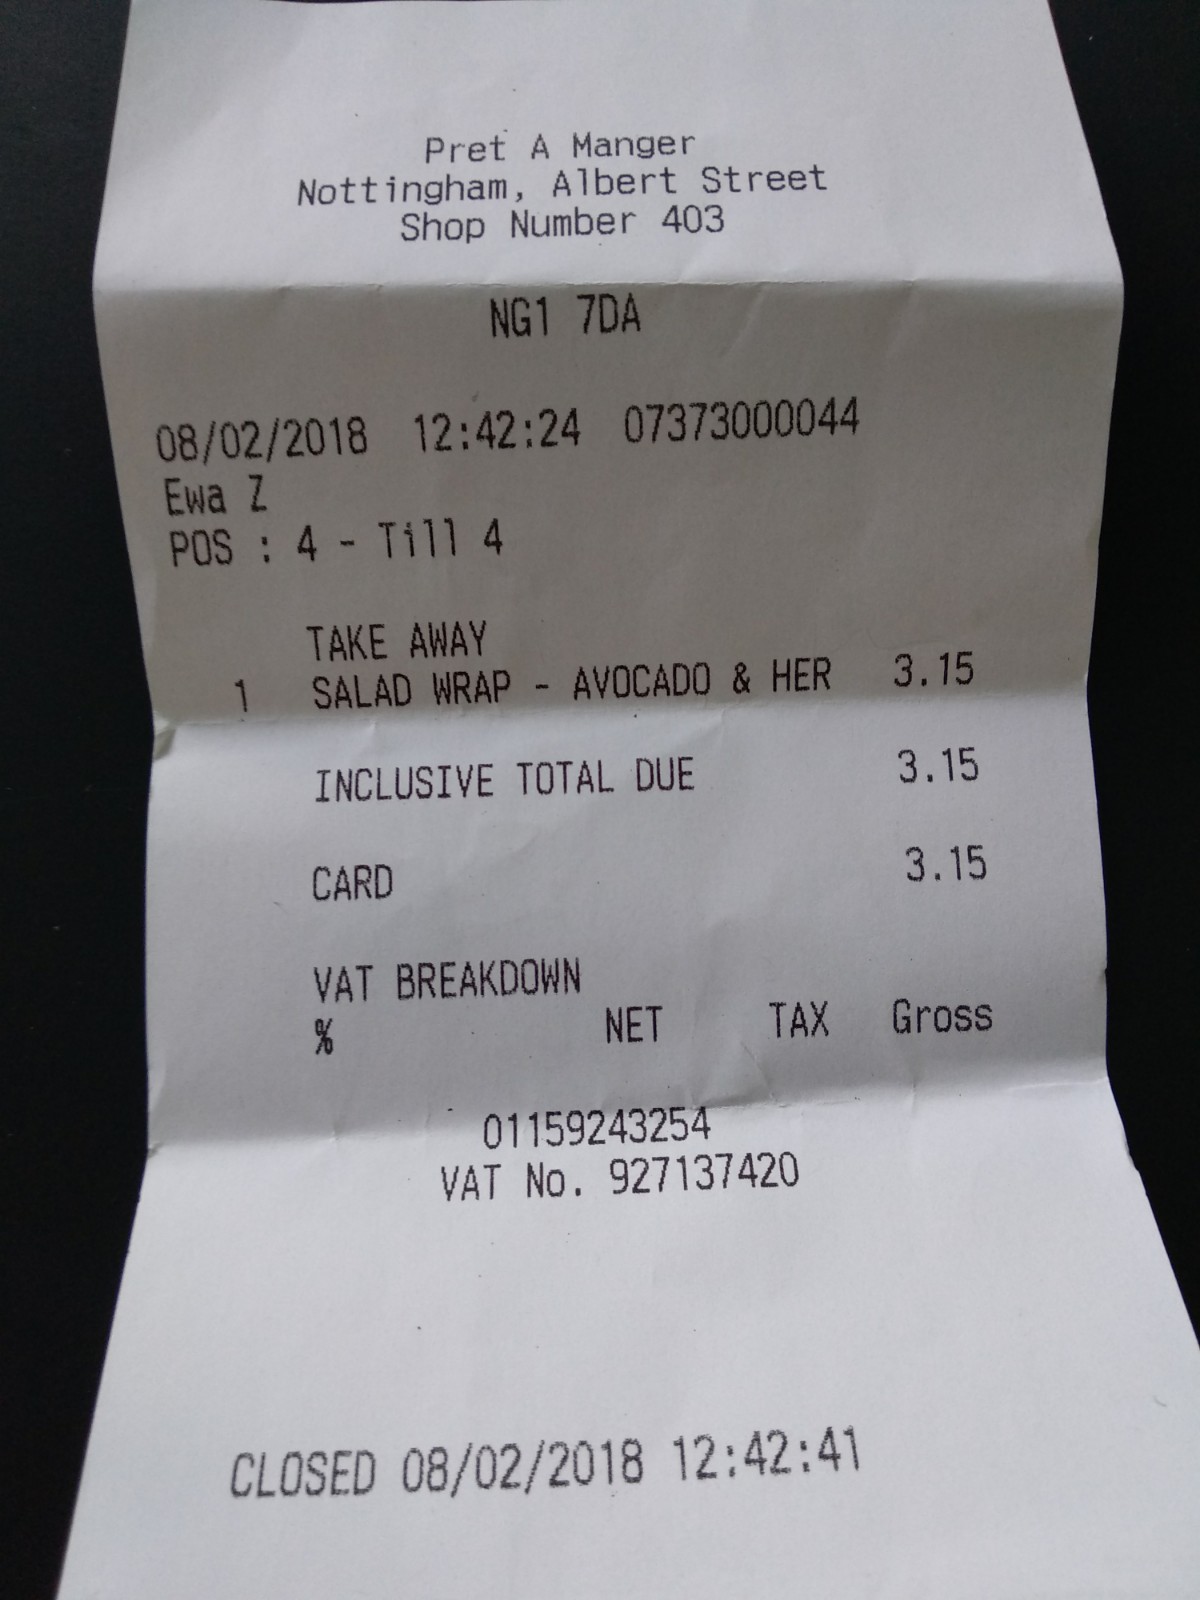 Pret A Manger
Nottingham, Albert Street
Shop Number 403
NG1 7DA
08/02/2018 12:42:24 07373000044
Ewa Z
POS : 4 - Till 4
TAKE AWAY
1 SALAD WRAP - AVOCADO & HER 3.15
INCLUSIVE TOTAL DUE 3.15
CARD 3.15
VAT BREAKDOWN
% NET TAX Gross
01159243254
VAT No. 927137420
CLOSED 08/02/2018 12:42:41